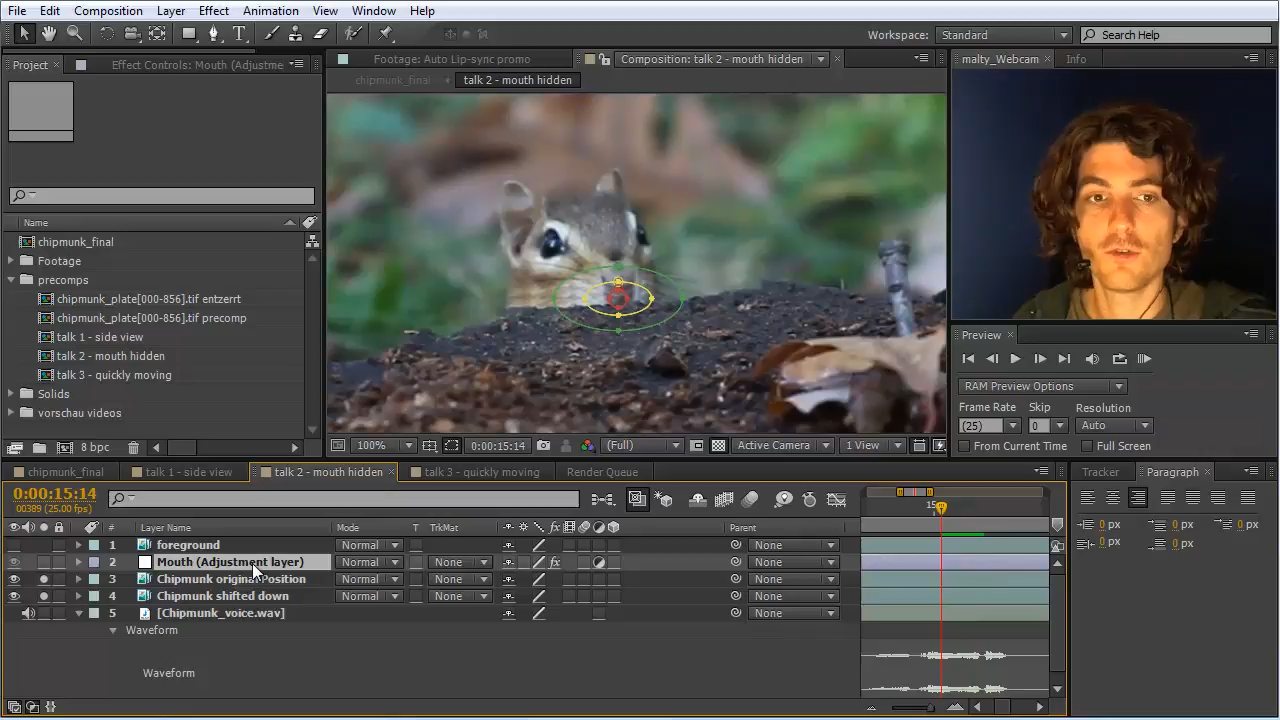 File Edit Composition Layer Effect Animation View Window Help
T Workspace: Standard Search Help
Project Effect Controls: Mouth (Adjustme
Footage: Auto Lip-sync promo Composition: talk 2 - mouth hidden
malty_Webcam Info
chipmunk_final talk 2 - mouth hidden
Name
chipmunk_final
Footage
precomps
chipmunk_plate[000-856].tif entzerrt
chipmunk_plate[000-856].tif precomp
talk 1 - side view
talk 2 - mouth hidden
talk 3 - quickly moving
Solids
vorschau videos
8 bpc
100% 0:00:15:14 (Full) Active Camera 1 View
Preview
RAM Preview Options
Frame Rate Skip Resolution
(25) 0 Auto
From Current Time Full Screen
chipmunk_final talk 1 - side view talk 2 - mouth hidden talk 3 - quickly moving Render Queue
Tracker Paragraph
0:00:15:14
00389 (25.00 fps)
15
# Layer Name Mode T TrkMat fx Parent
1 foreground Normal None
2 Mouth (Adjustment layer) Normal None fx None
3 Chipmunk original Position Normal None None
4 Chipmunk shifted down Normal None None
5 [Chipmunk_voice.wav] None
Waveform
Waveform
0 px 0 px 0 px
0 px 0 px